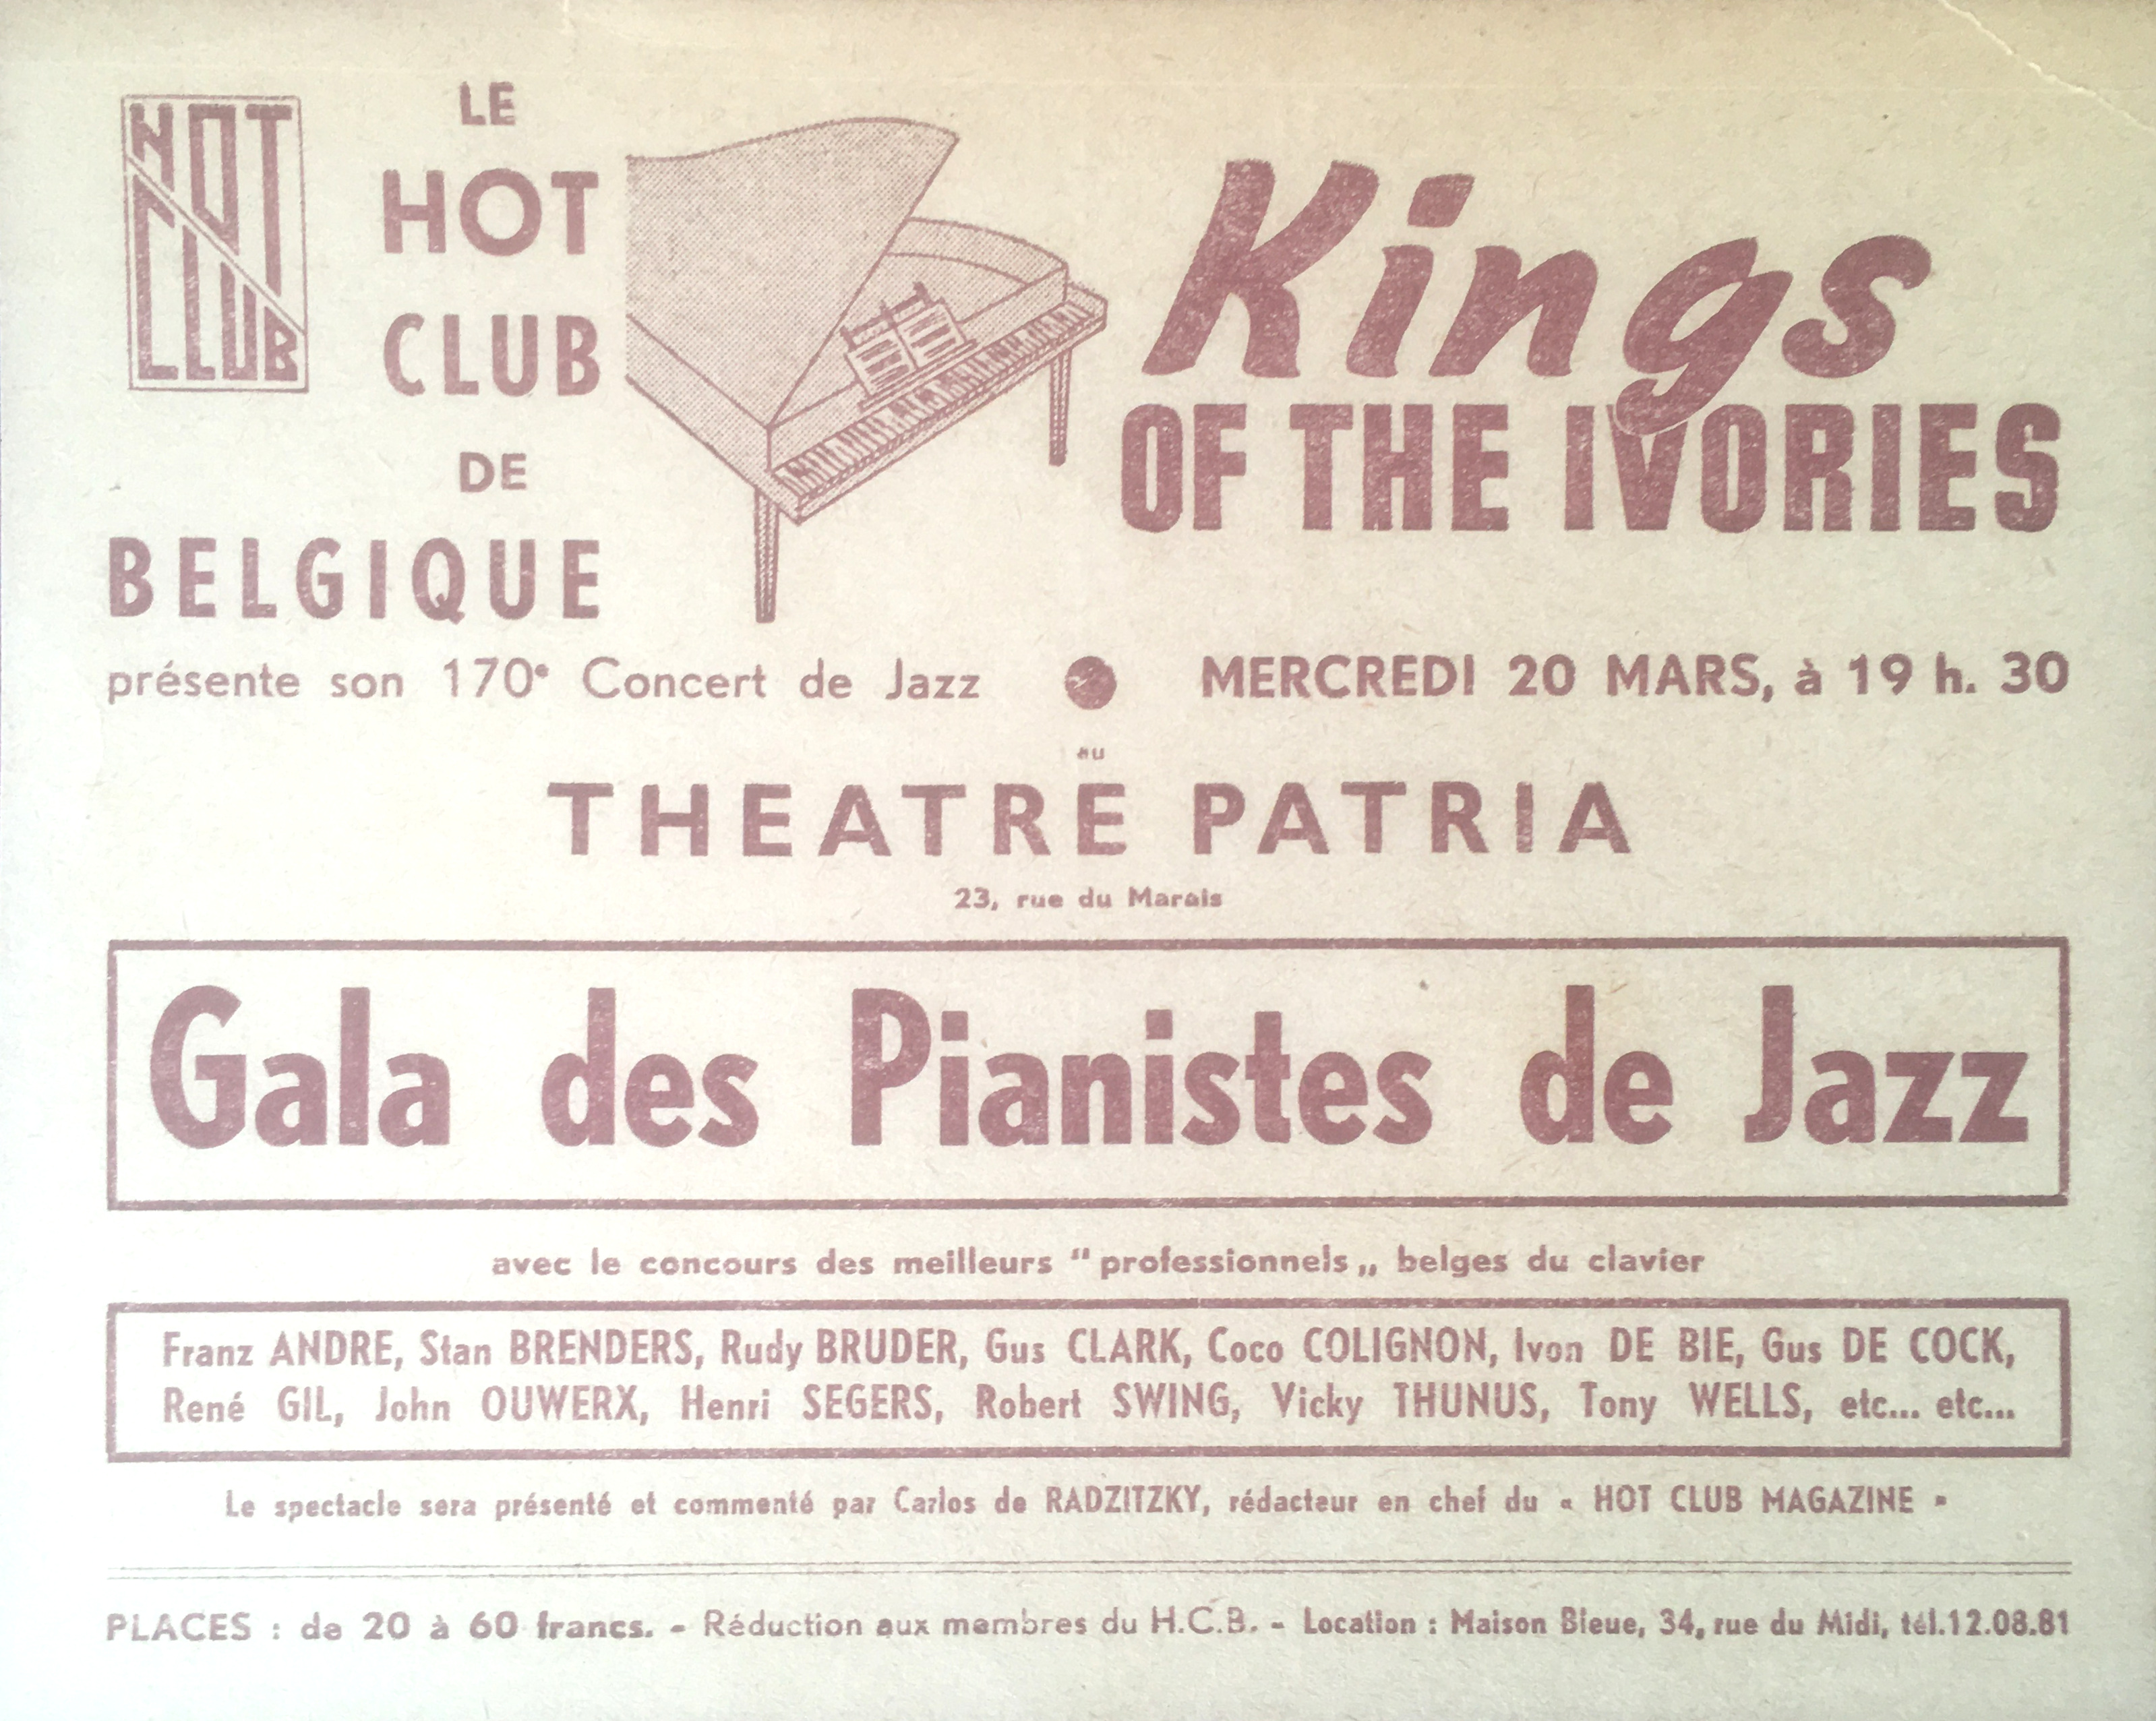 HOT
CLUB
LE
HOT
CLUB
DE
BELGIQUE
Kings
OF THE IVORIES
présente son 170e Concert de Jazz ● MERCREDI 20 MARS, à 19 h. 30
au
THEATRE PATRIA
23, rue du Marais
Gala des Pianistes de Jazz
avec le concours des meilleurs “ professionnels „ belges du clavier
Franz ANDRE, Stan BRENDERS, Rudy BRUDER, Gus CLARK, Coco COLIGNON, Ivon DE BIE, Gus DE COCK,
René GIL, John OUWERX, Henri SEGERS, Robert SWING, Vicky THUNUS, Tony WELLS, etc... etc...
Le spectacle sera présenté et commenté par Carlos de RADZITZKY, rédacteur en chef du « HOT CLUB MAGAZINE »
PLACES : de 20 à 60 francs. - Réduction aux membres du H.C.B. - Location : Maison Bleue, 34, rue du Midi, tél.12.08.81